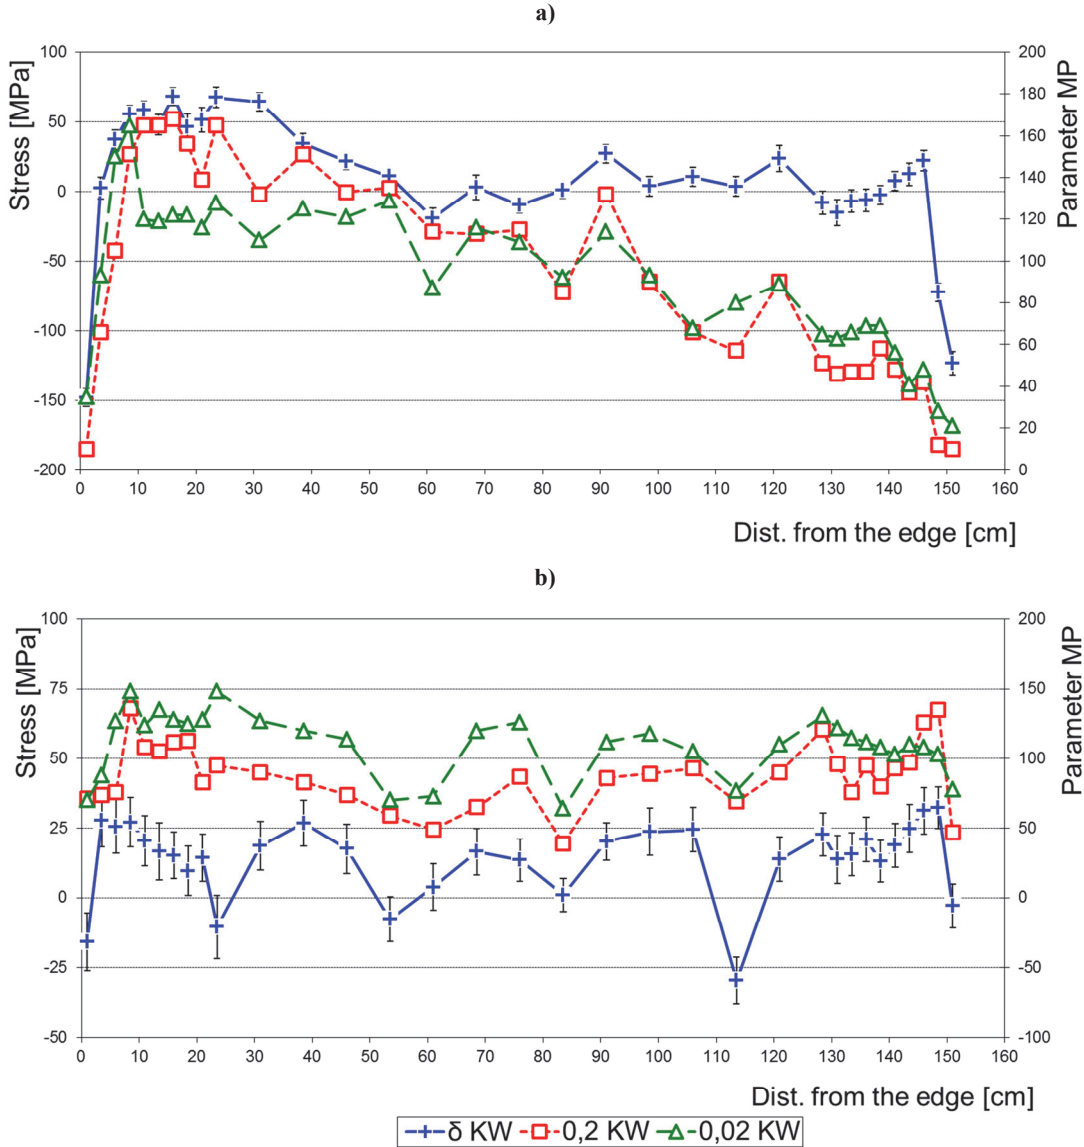 a)
Stress [MPa]
100
50
0
-50
-100
-150
-200
200
180
160
140
120
100
80
60
40
20
0
Parameter MP
0 10 20 30 40 50 60 70 80 90 100 110 120 130 140 150 160
Dist. from the edge [cm]
b)
Stress [MPa]
100
75
50
25
0
-25
-50
200
150
100
50
0
-50
-100
Parameter MP
0 10 20 30 40 50 60 70 80 90 100 110 120 130 140 150 160
Dist. from the edge [cm]
δ KW 0,2 KW 0,02 KW